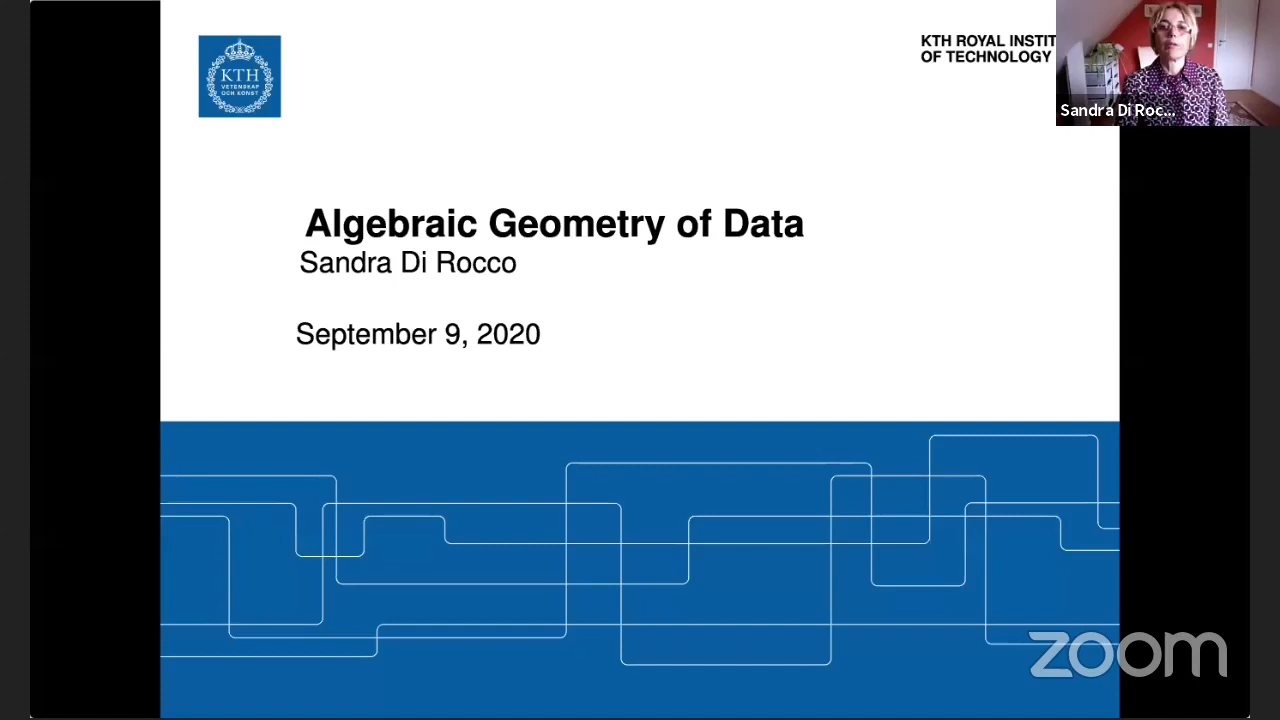 KTH
VETENSKAP
OCH KONST
KTH ROYAL INSTIT
OF TECHNOLOGY
Sandra Di Roc...
Algebraic Geometry of Data
Sandra Di Rocco
September 9, 2020
zoom